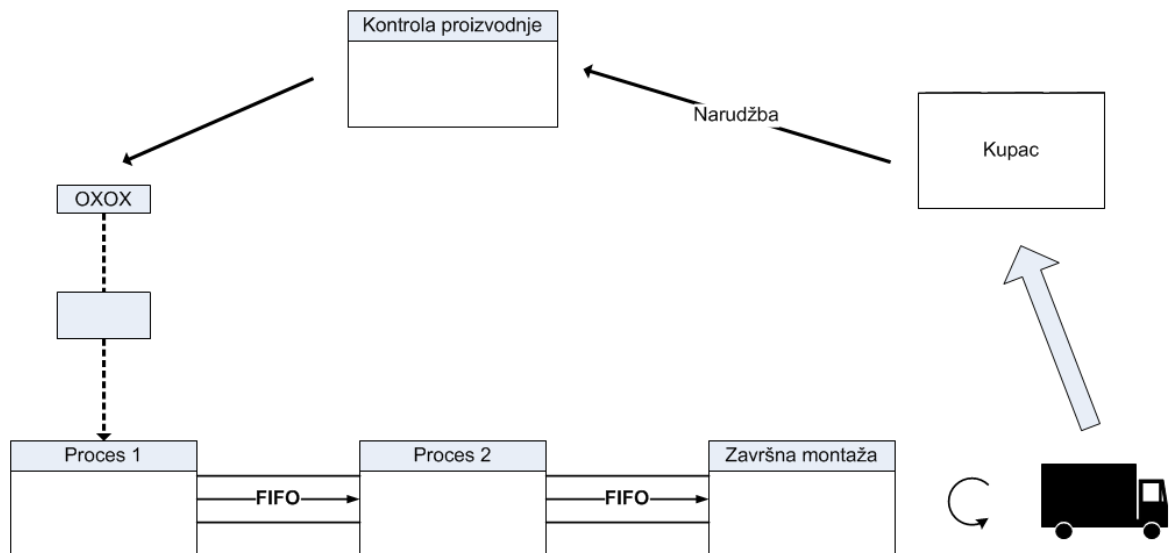 Kontrola proizvodnje
Narudžba
Kupac
OXOX
Proces 1
FIFO
Proces 2
FIFO
Završna montaža